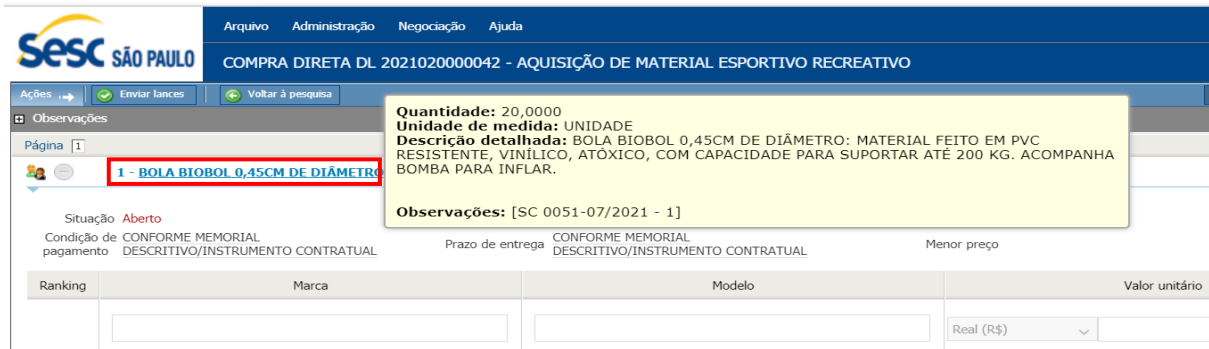 Sesc SÃO PAULO
Arquivo Administração Negociação Ajuda
COMPRA DIRETA DL 2021020000042 - AQUISIÇÃO DE MATERIAL ESPORTIVO RECREATIVO
Ações Enviar lances Voltar à pesquisa
Observações
Página 1
1 - BOLA BIOBOL 0,45CM DE DIÂMETRO
Quantidade: 20,0000
Unidade de medida: UNIDADE
Descrição detalhada: BOLA BIOBOL 0,45CM DE DIÂMETRO: MATERIAL FEITO EM PVC
RESISTENTE, VINÍLICO, ATÓXICO, COM CAPACIDADE PARA SUPORTAR ATÉ 200 KG. ACOMPANHA
BOMBA PARA INFLAR.
Observações: [SC 0051-07/2021 - 1]
Situação Aberto
Condição de pagamento CONFORME MEMORIAL
DESCRITIVO/INSTRUMENTO CONTRATUAL
Prazo de entrega CONFORME MEMORIAL
DESCRITIVO/INSTRUMENTO CONTRATUAL
Menor preço
Ranking Marca Modelo Valor unitário
Real (R$)